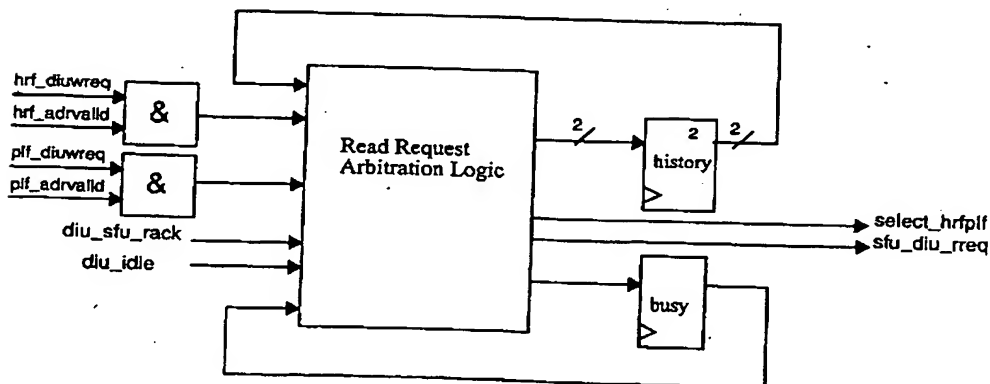 hrf_diuwreq
hrf_adrvalid
&
plf_diuwreq
plf_adrvalid
&
diu_sfu_rack
diu_idle
Read Request
Arbitration Logic
2
2
2
history
select_hrfplf
sfu_diu_rreq
busy